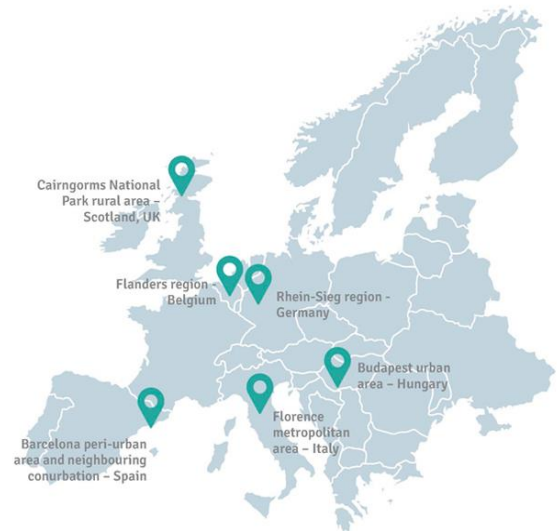 Cairngorms National
Park rural area –
Scotland, UK
Flanders region -
Belgium
Rhein-Sieg region -
Germany
Budapest urban
area – Hungary
Florence
metropolitan
area – Italy
Barcelona peri-urban
area and neighbouring
conurbation – Spain